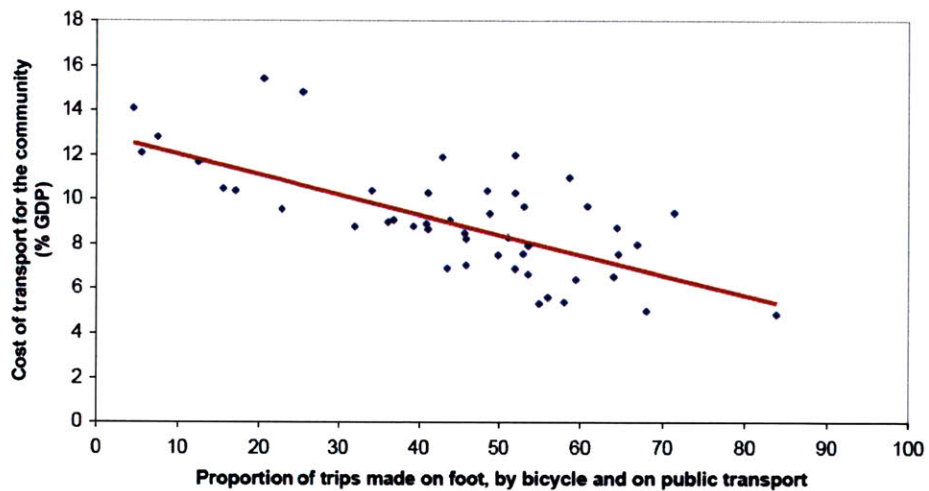 18
16
14
12
10
8
6
4
2
0
Cost of transport for the community
(% GDP)
0 10 20 30 40 50 60 70 80 90 100
Proportion of trips made on foot, by bicycle and on public transport